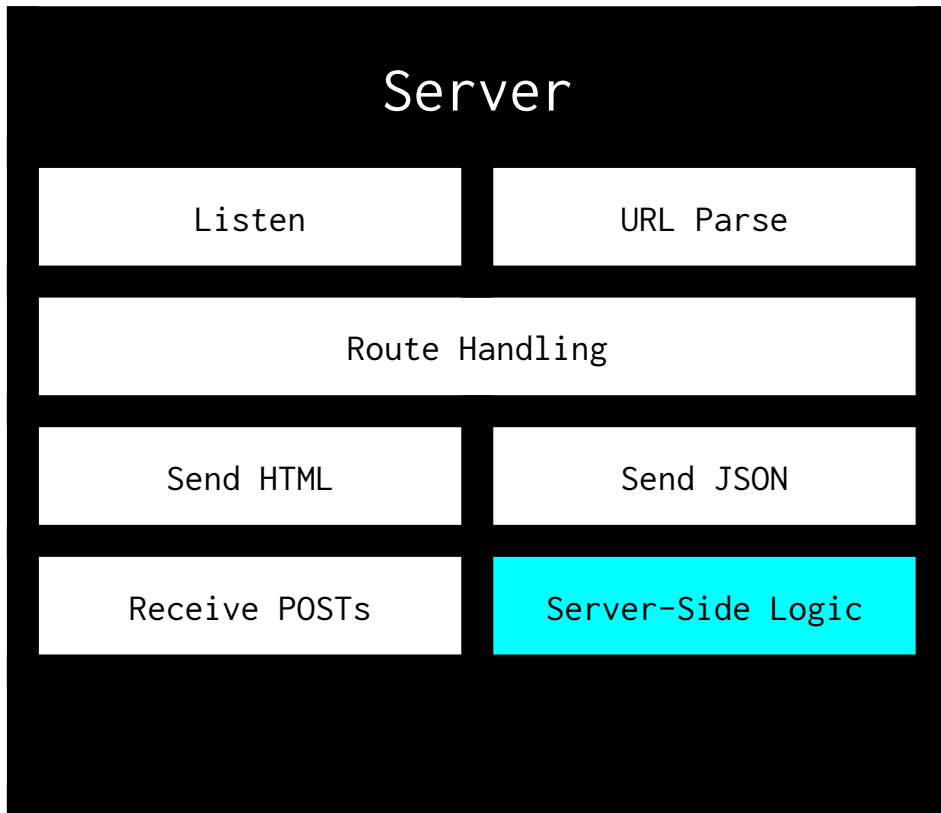 Server
Listen
URL Parse
Route Handling
Send HTML
Send JSON
Receive POSTs
Server-Side Logic